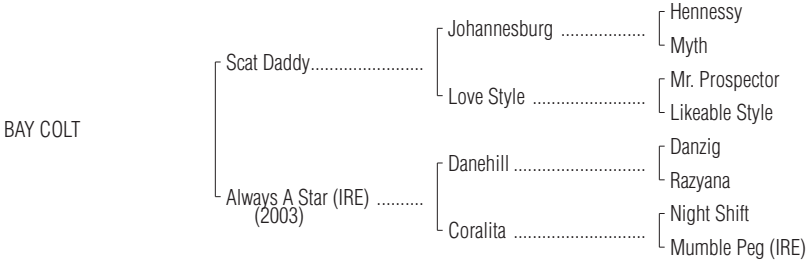 Hennessy
Johannesburg ...................
Myth
Scat Daddy.......................
Mr. Prospector
Love Style ........................
Likeable Style
BAY COLT
Danzig
Danehill ............................
Razyana
Always A Star (IRE) ..........
(2003)
Night Shift
Coralita ............................
Mumble Peg (IRE)